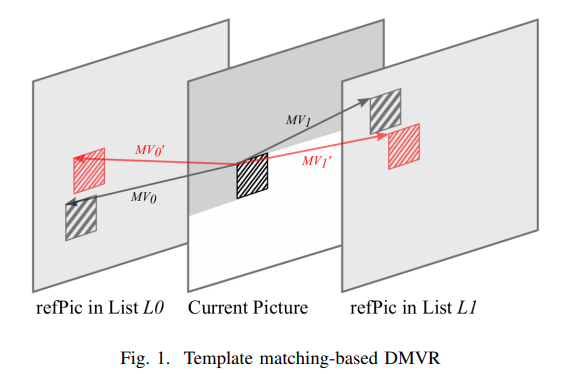 MV1
MV0'
MV1'
MV0
refPic in List L0
Current Picture
refPic in List L1
Fig. 1. Template matching-based DMVR